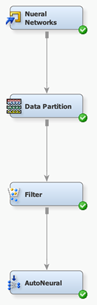 Nueral
Networks
Data Partition
Filter
AutoNeural